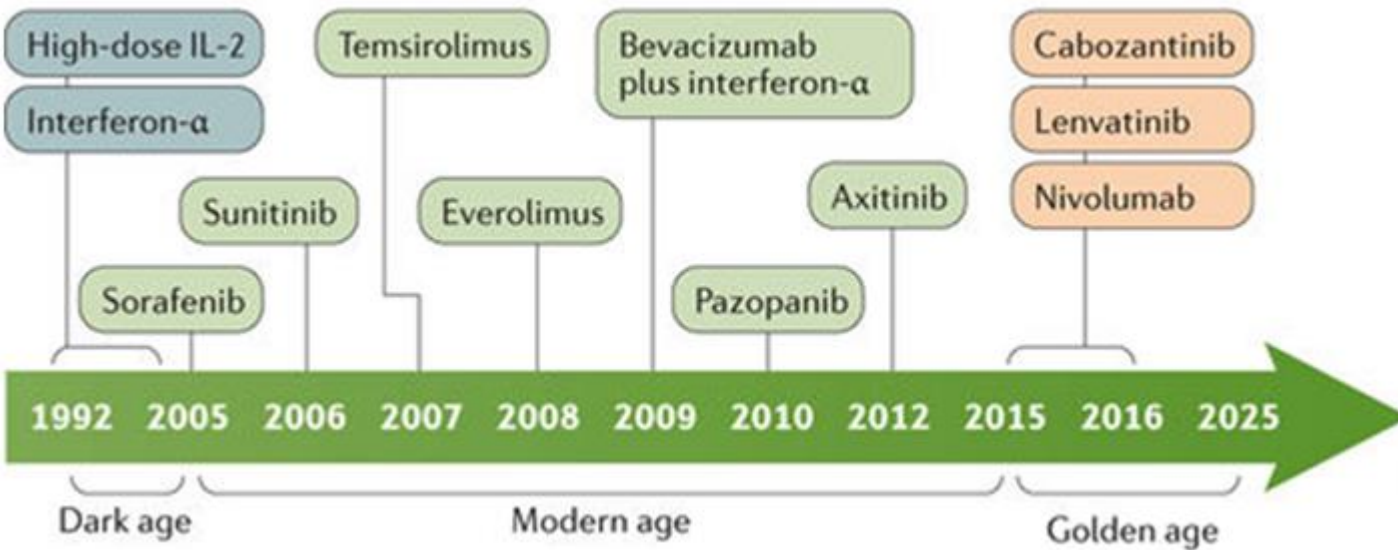 High-dose IL-2
Interferon-α
Temsirolimus
Bevacizumab
plus interferon-α
Cabozantinib
Lenvatinib
Nivolumab
Sunitinib
Everolimus
Axitinib
Sorafenib
Pazopanib
1992 2005 2006 2007 2008 2009 2010 2012 2015 2016 2025
Dark age
Modern age
Golden age